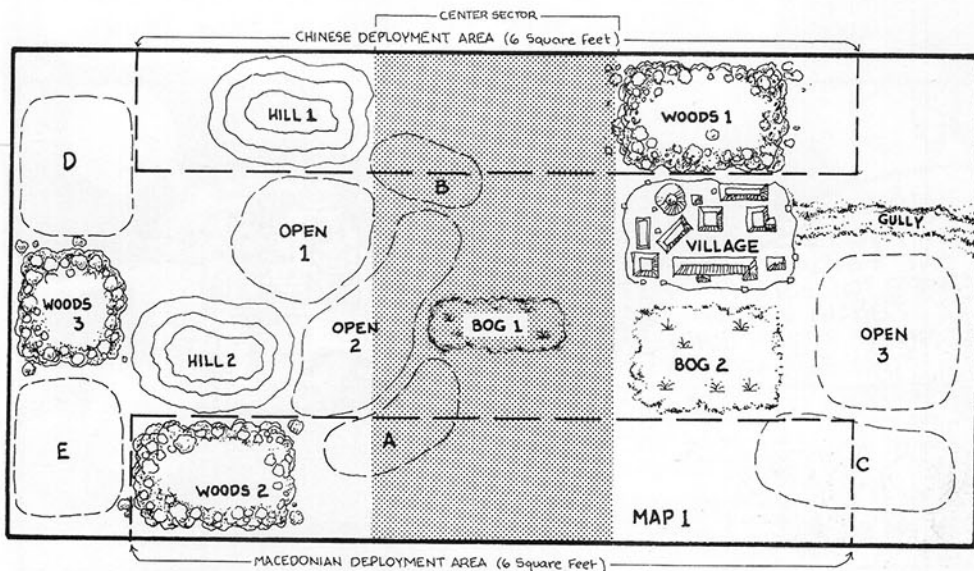 CENTER SECTOR
CHINESE DEPLOYMENT AREA (6 Square Feet)
HILL 1
WOODS 1
D
B
OPEN
1
GULLY
VILLAGE
WOODS
3
OPEN
2
BOG 1
HILL 2
BOG 2
OPEN
3
E
A
C
WOODS 2
MAP 1
MACEDONIAN DEPLOYMENT AREA (6 Square Feet)